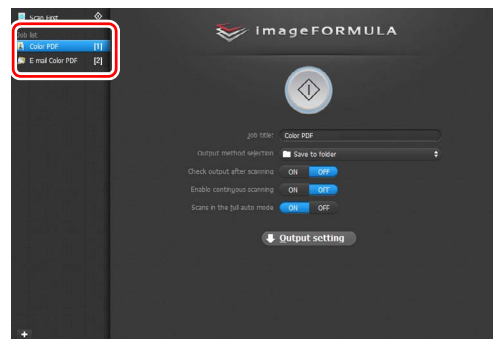 Scan First
Job list
Color PDF [1]
E mail Color PDF [2]
imageFORMULA
Job title: Color PDF
Output method selection Save to folder
Check output after scanning ON OFF
Enable continuous scanning ON OFF
Scans in the full auto mode ON OFF
Output setting
+